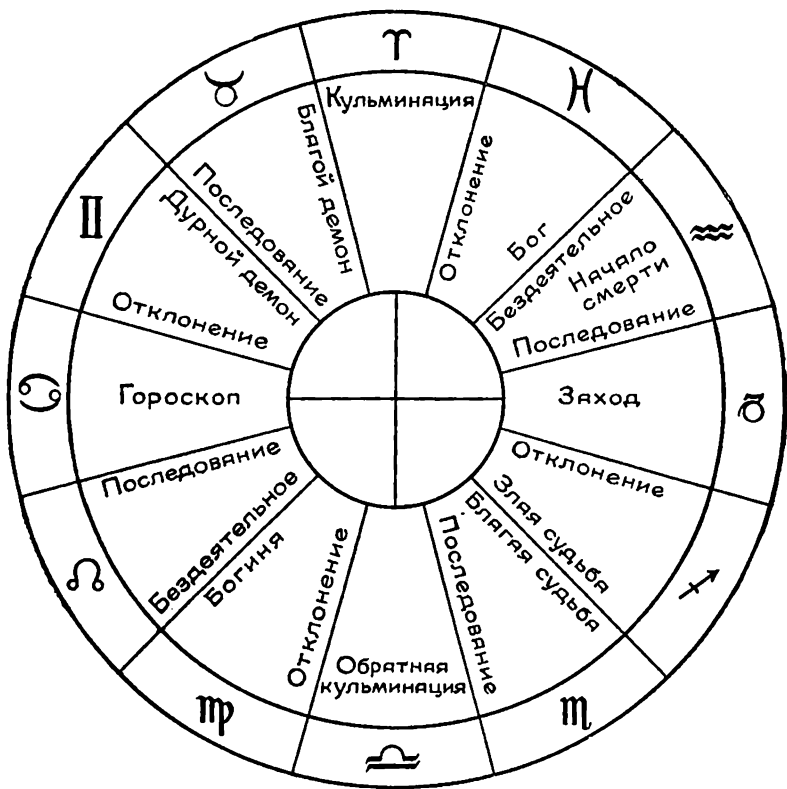 ♈
Кульминация
♓
Отклонение
Бог
Бездеятельное
♒
Начало
смерти
Последование
♑
Заход
Отклонение
♐
Злая судьба
Благая судьба
♏
Последование
♎
Обратная
кульминация
Отклонение
♍
Богиня
Бездеятельное
♌
Последование
♋
Гороскоп
Отклонение
♊
Дурной демон
Последование
♉
Благой демон